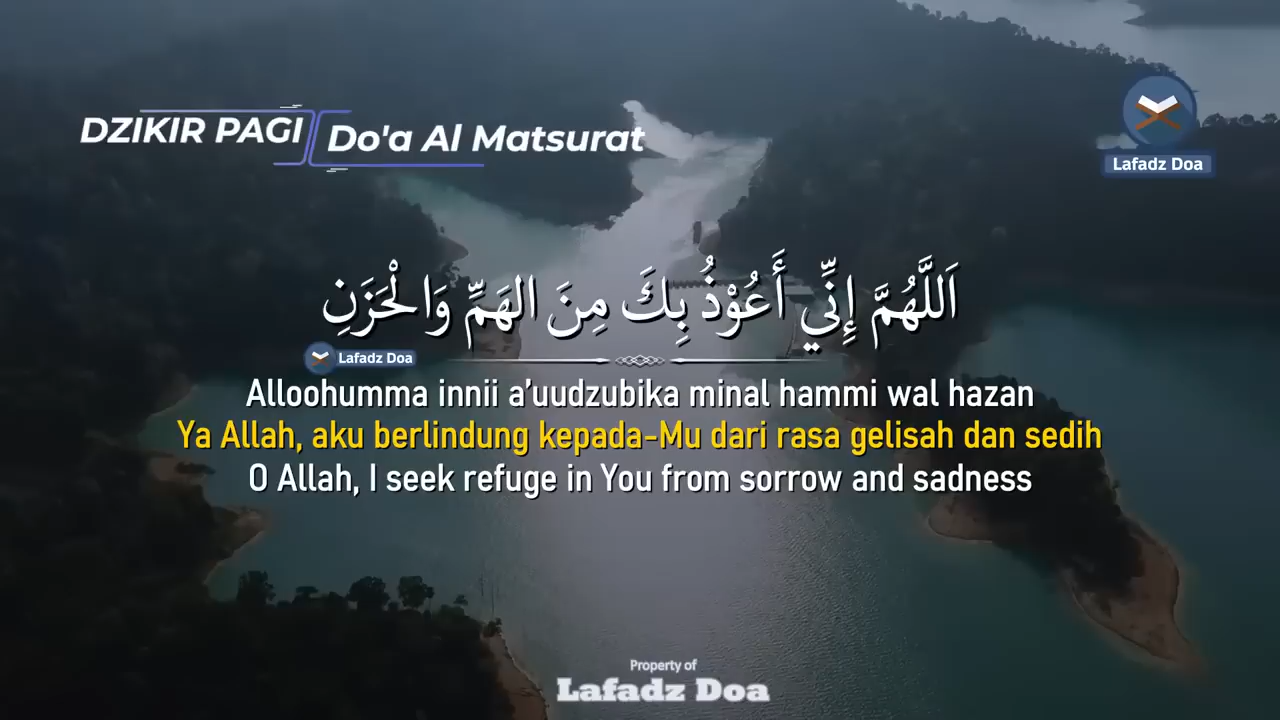 DZIKIR PAGI
Do'a Al Matsurat
Lafadz Doa
اَللَّهُمَّ إِنِّي أَعُوْذُ بِكَ مِنَ الهَمِّ وَالْحَزَنِ
Lafadz Doa
Alloohumma innii a’uudzubika minal hammi wal hazan
Ya Allah, aku berlindung kepada-Mu dari rasa gelisah dan sedih
O Allah, I seek refuge in You from sorrow and sadness
Property of
Lafadz Doa